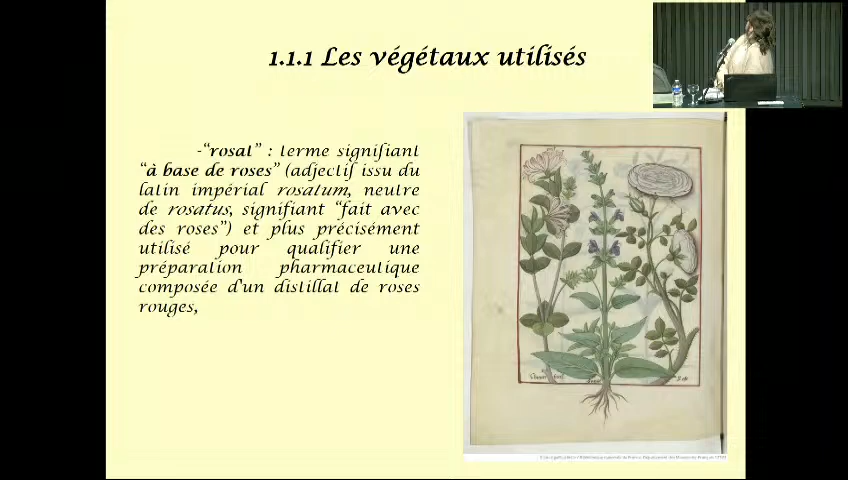 1.1.1 Les végétaux utilisés
-“rosat” : terme signifiant
“à base de roses” (adjectif issu du
latin impérial rosatum, neutre
de rosatus, signifiant “fait avec
des roses”) et plus précisément
utilisé pour qualifier une
préparation pharmaceutique
composée d'un distillat de roses
rouges,